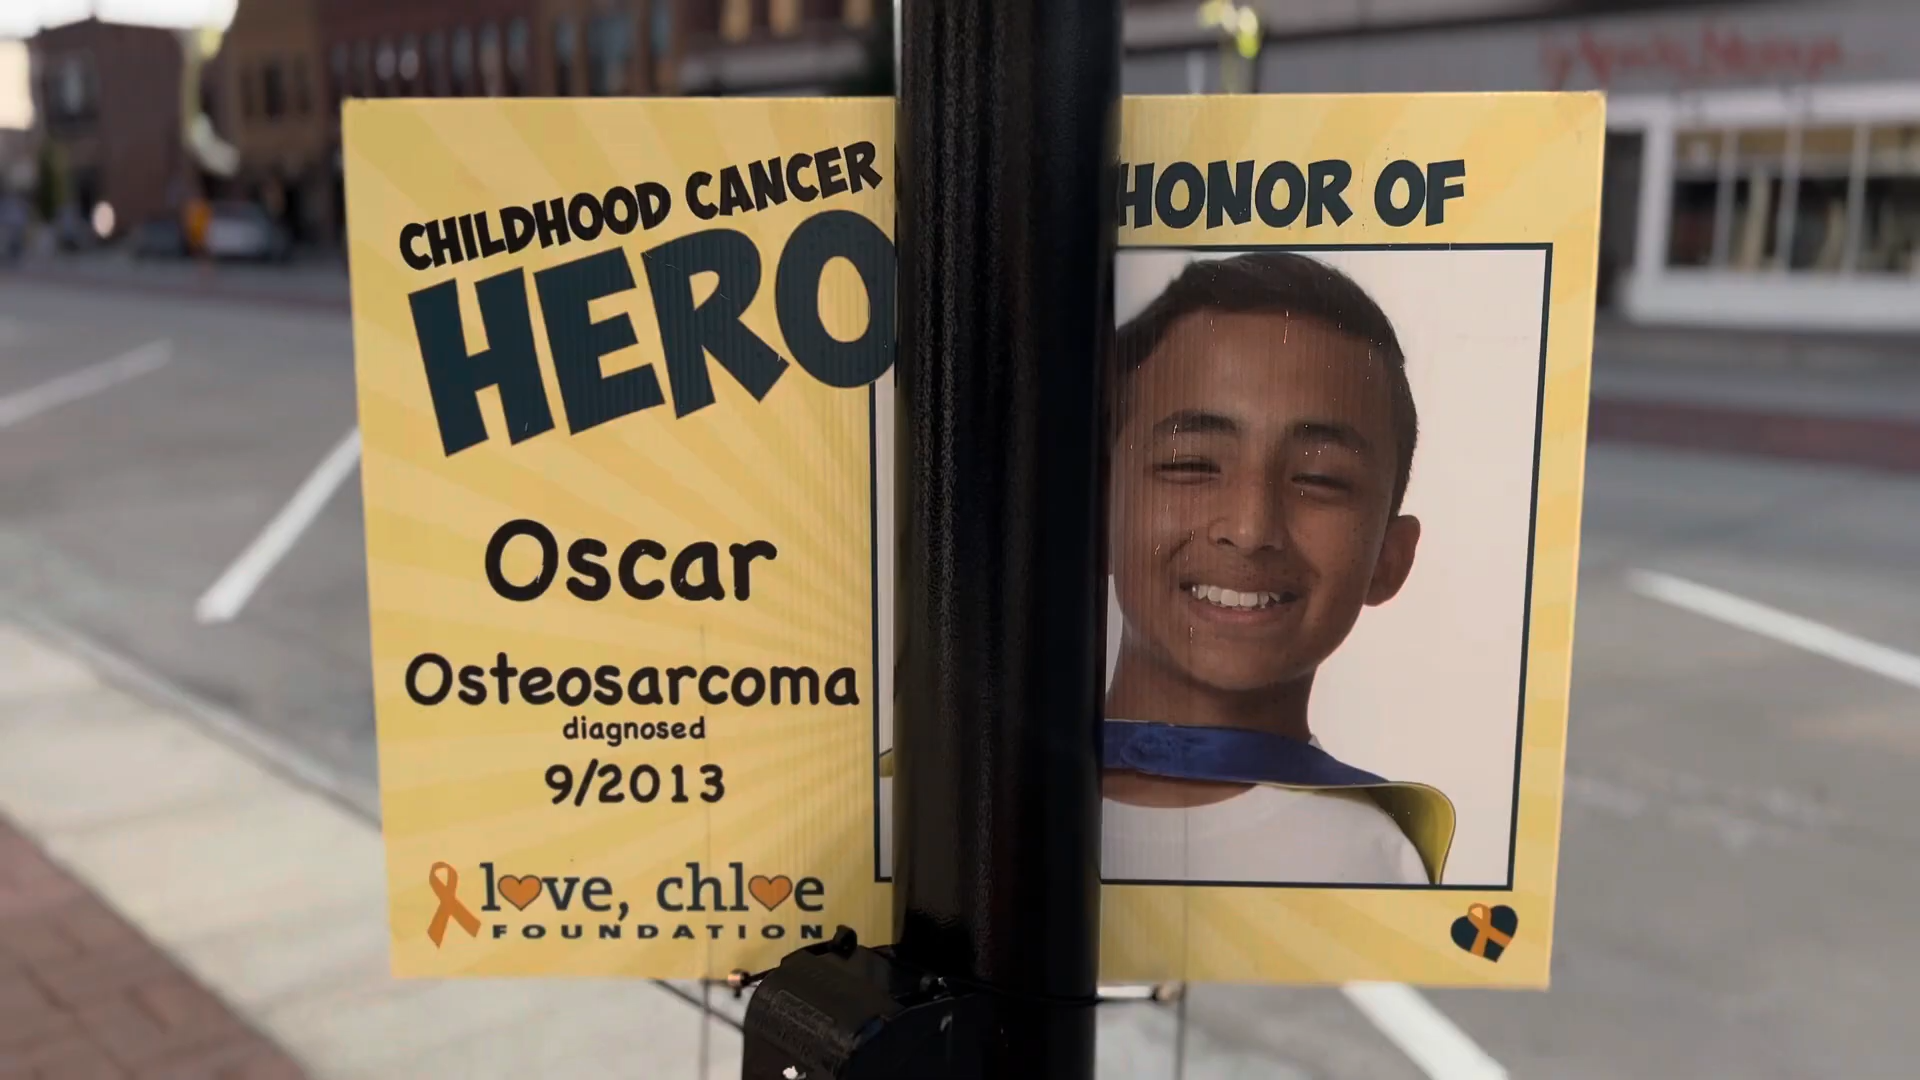 CHILDHOOD CANCER
HERO
Oscar
Osteosarcoma
diagnosed
9/2013
love, chloe
FOUNDATION
HONOR OF